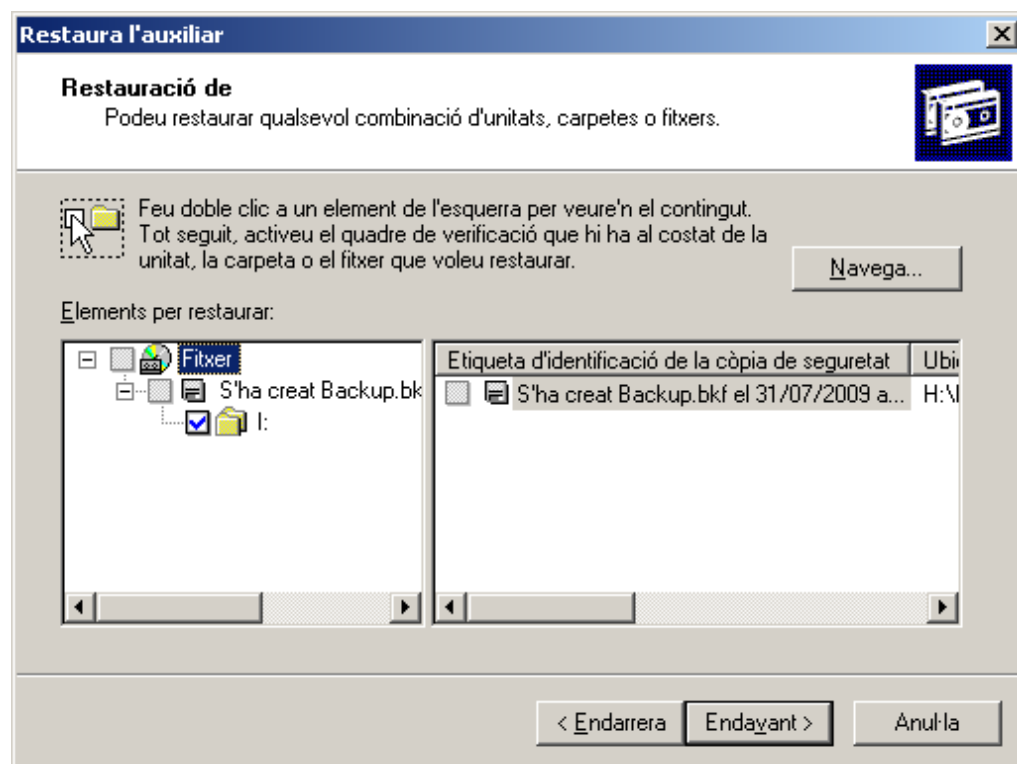 Restaura l'auxiliar
Restauració de
Podeu restaurar qualsevol combinació d'unitats, carpetes o fitxers.
Feu doble clic a un element de l'esquerra per veure'n el contingut.
Tot seguit, activeu el quadre de verificació que hi ha al costat de la
unitat, la carpeta o el fitxer que voleu restaurar.
Navega...
Elements per restaurar:
Fitxer
S'ha creat Backup.bk
I:
Etiqueta d'identificació de la còpia de seguretat
Ubi
S'ha creat Backup.bkf el 31/07/2009 a...
H:\
< Endarrera
Endavant >
Anul·la